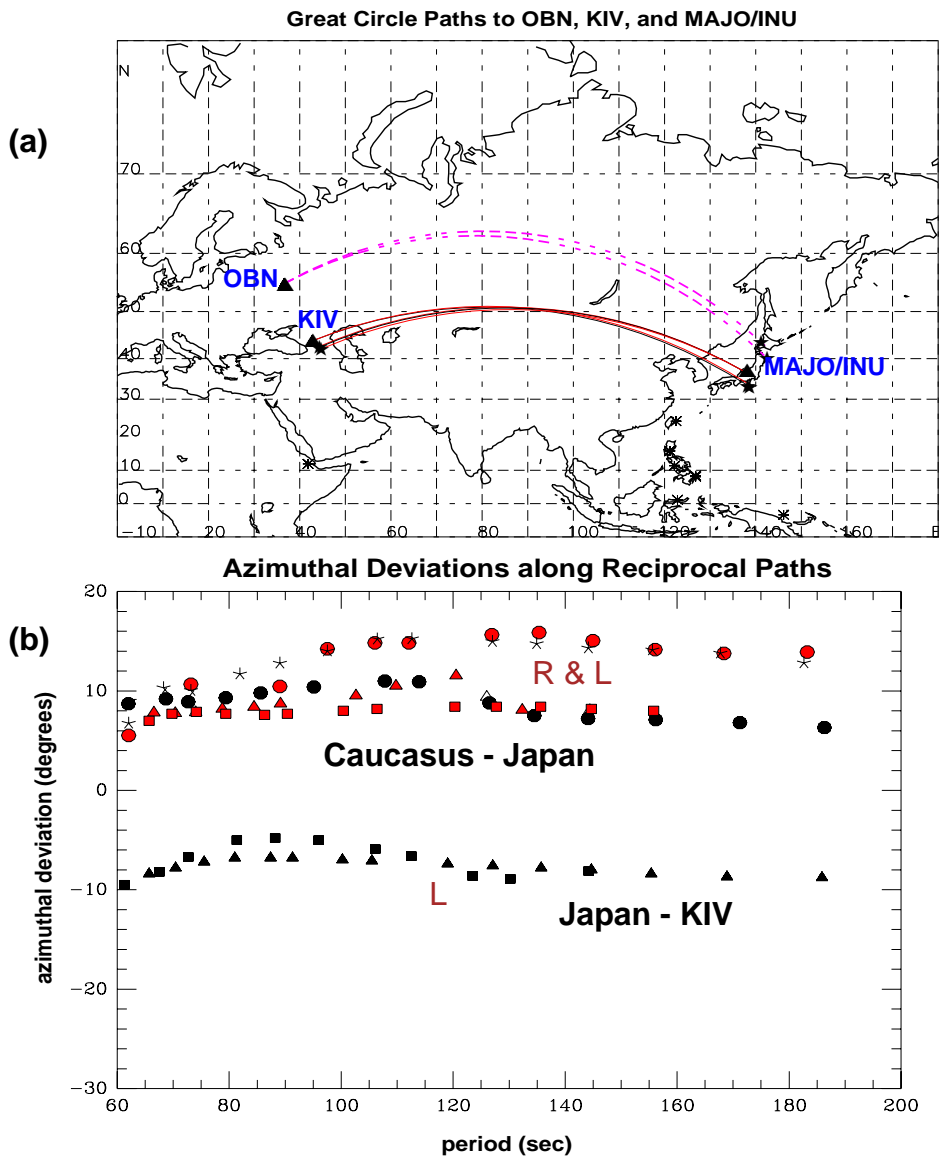 Great Circle Paths to OBN, KIV, and MAJO/INU
(a)
N
70
60
OBN
50
KIV
40
MAJO/INU
30
20
10
0
-10 20 40 60 80 100 120 140 160 18
Azimuthal Deviations along Reciprocal Paths
(b)
20
R & L
10
Caucasus - Japan
0
-10
L
Japan - KIV
-20
-30
60 80 100 120 140 160 180 200
azimuthal deviation (degrees)
period (sec)